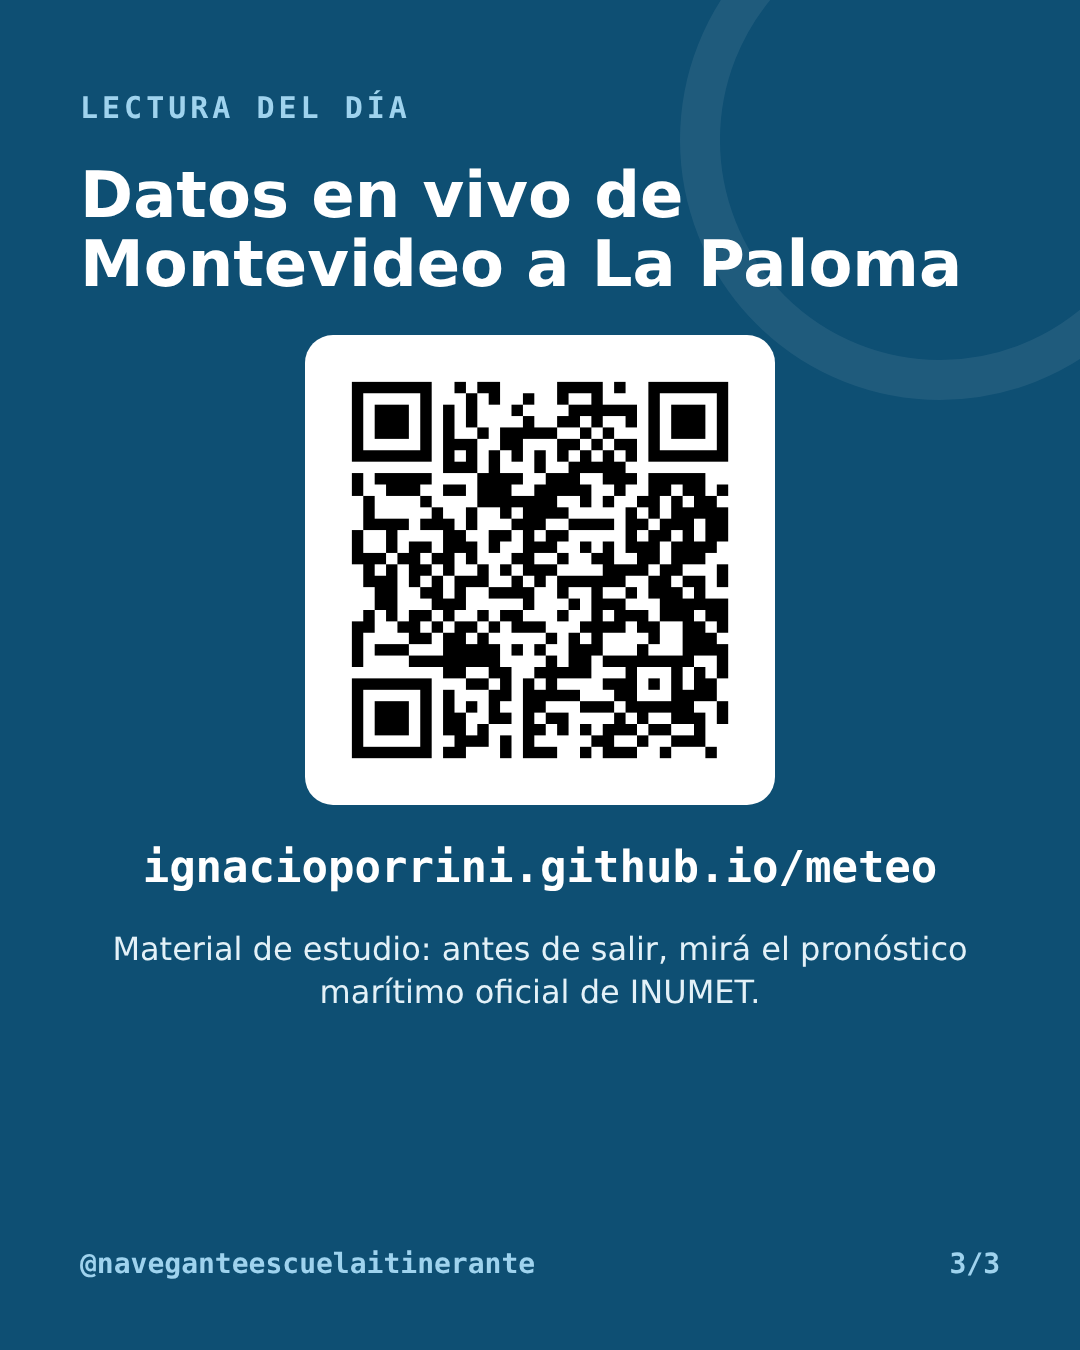 LECTURA DEL DÍA
Datos en vivo de
Montevideo a La Paloma
ignacioporrini.github.io/meteo
Material de estudio: antes de salir, mirá el pronóstico
marítimo oficial de INUMET.
@naveganteescuelaitinerante
3/3